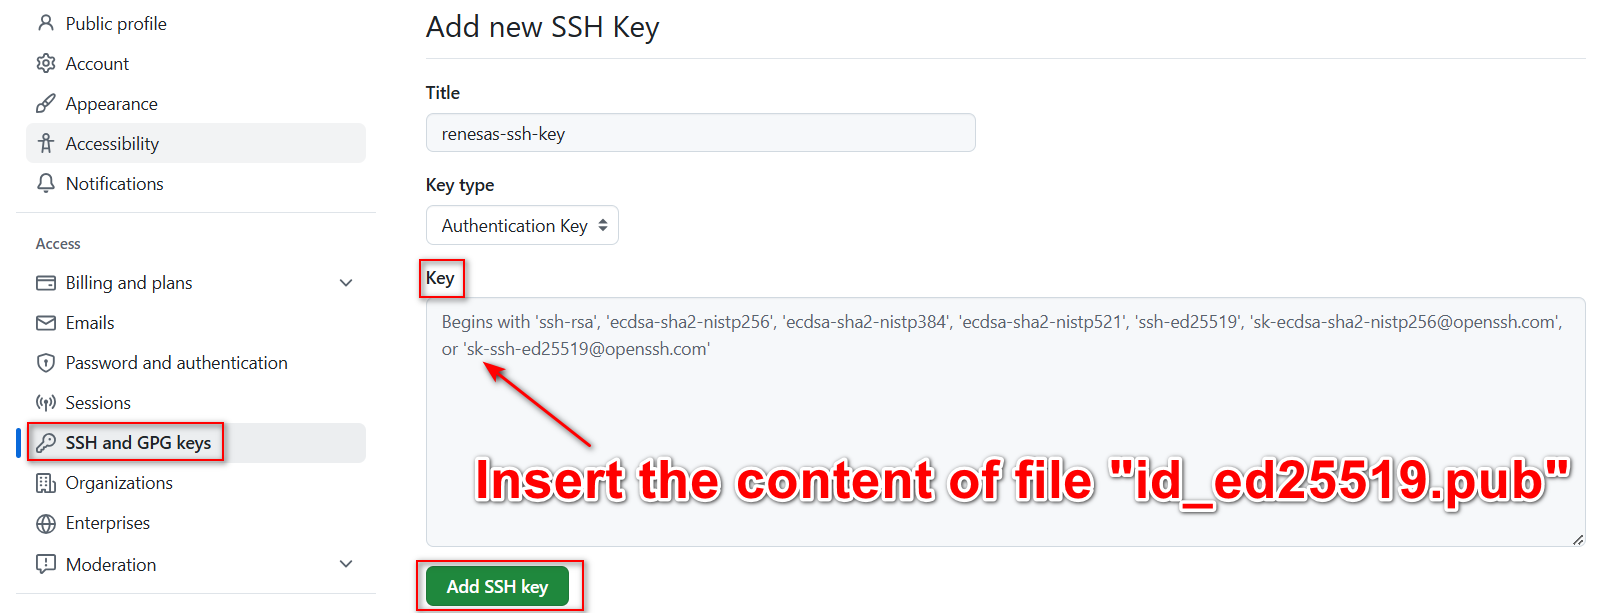 Public profile
Account
Appearance
Accessibility
Notifications
Access
Billing and plans
Emails
Password and authentication
Sessions
SSH and GPG keys
Organizations
Enterprises
Moderation
Add new SSH Key
Title
renesas-ssh-key
Key type
Authentication Key
Key
Begins with 'ssh-rsa', 'ecdsa-sha2-nistp256', 'ecdsa-sha2-nistp384', 'ecdsa-sha2-nistp521', 'ssh-ed25519', 'sk-ecdsa-sha2-nistp256@openssh.com',
or 'sk-ssh-ed25519@openssh.com'
Insert the content of file "id_ed25519.pub"
Add SSH key